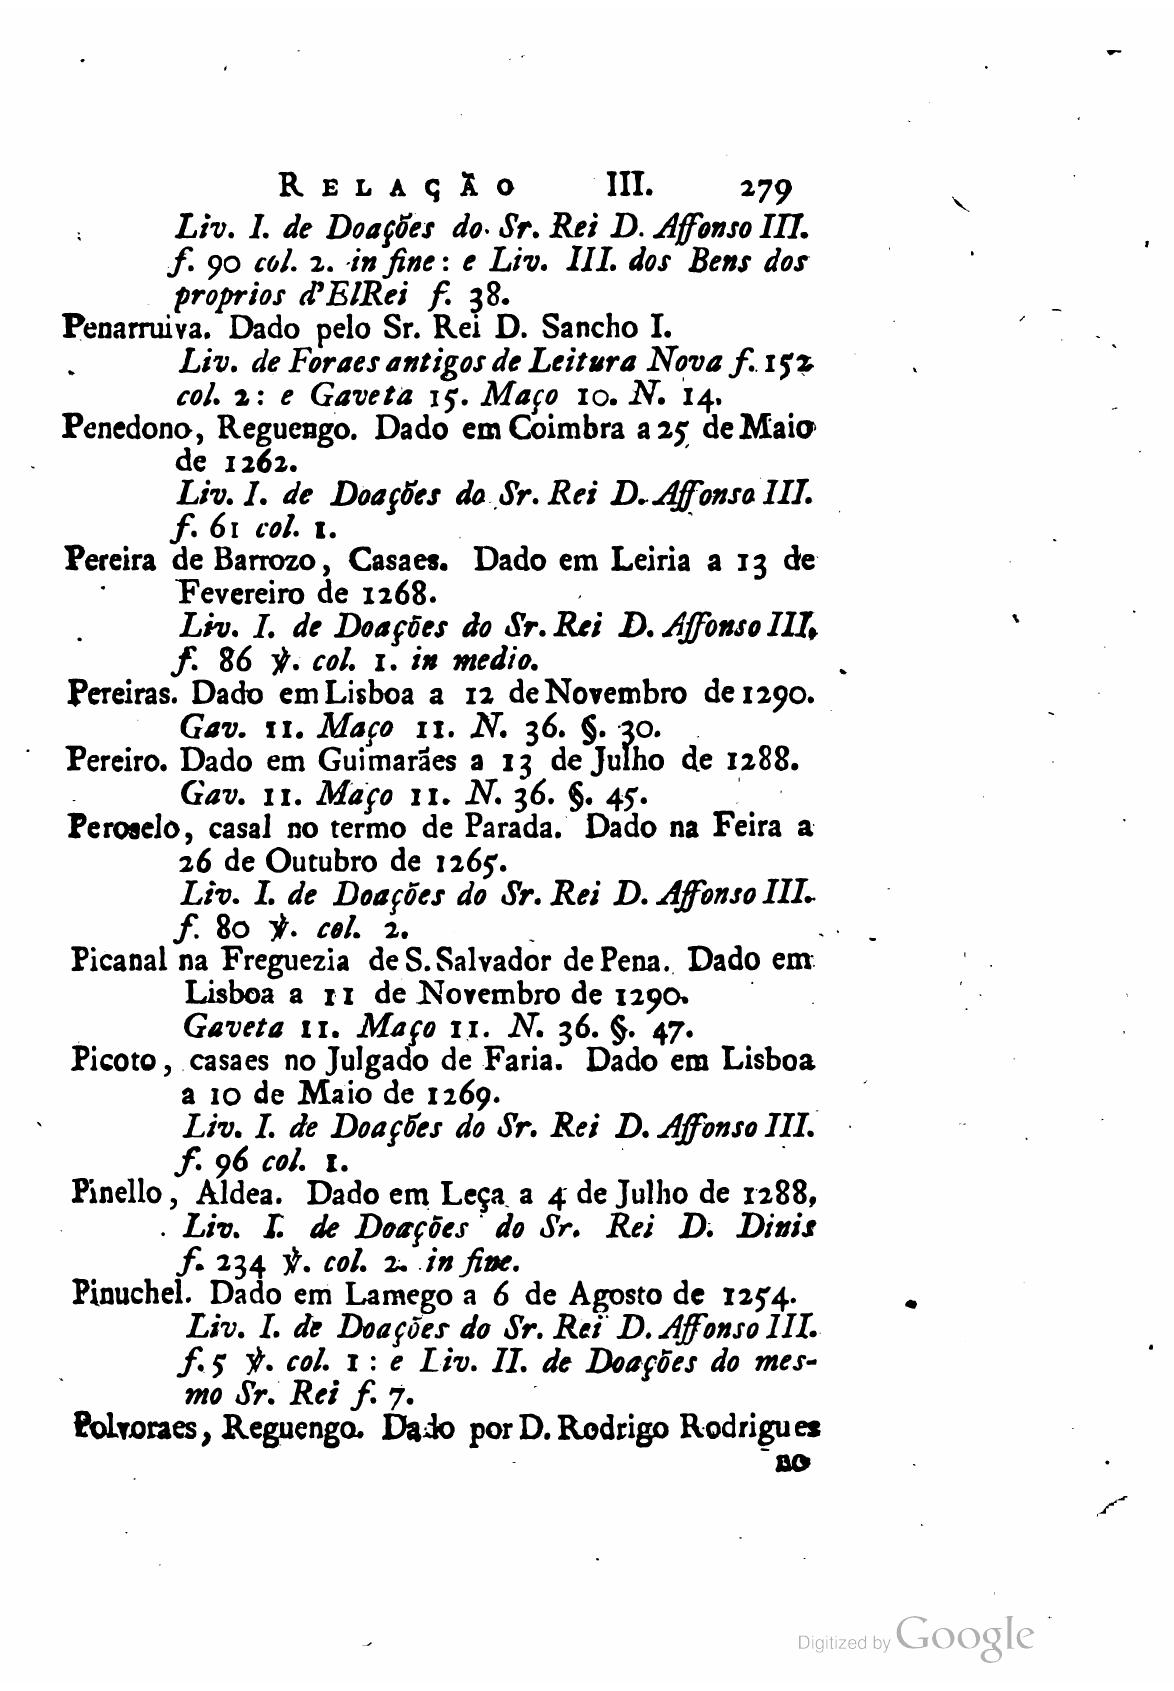 RELAÇÃO III. 279
Liv. I. de Doações do Sr. Rei D. Affonso III.
f. 90 col. 2. in fine: e Liv. III. dos Bens dos
proprios d'ElRei f. 38.
Penarruiva. Dado pelo Sr. Rei D. Sancho I.
Liv. de Foraes antigos de Leitura Nova f. 152
col. 2: e Gaveta 15. Maço 10. N. 14.
Penedono, Reguengo. Dado em Coimbra a 25 de Maio
de 1262.
Liv. I. de Doações do Sr. Rei D. Affonso III.
f. 61 col. 1.
Pereira de Barrozo, Casaes. Dado em Leiria a 13 de
Fevereiro de 1268.
Liv. I. de Doações do Sr. Rei D. Affonso III.
f. 86 ℣. col. 1. in medio.
Pereiras. Dado em Lisboa a 12 de Novembro de 1290.
Gav. 11. Maço 11. N. 36. §. 30.
Pereiro. Dado em Guimarães a 13 de Julho de 1288.
Gav. 11. Maço 11. N. 36. §. 45.
Peroselo, casal no termo de Parada. Dado na Feira a
26 de Outubro de 1265.
Liv. I. de Doações do Sr. Rei D. Affonso III.
f. 80 ℣. col. 2.
Picanal na Freguezia de S. Salvador de Pena. Dado em
Lisboa a 11 de Novembro de 1290.
Gaveta 11. Maço 11. N. 36. §. 47.
Picoto, casaes no Julgado de Faria. Dado em Lisboa
a 10 de Maio de 1269.
Liv. I. de Doações do Sr. Rei D. Affonso III.
f. 96 col. 1.
Pinello, Aldea. Dado em Leça a 4 de Julho de 1288,
Liv. I. de Doações do Sr. Rei D. Dinis
f. 234 ℣. col. 2. in fine.
Pinuchel. Dado em Lamego a 6 de Agosto de 1254.
Liv. I. de Doações do Sr. Rei D. Affonso III.
f. 5 ℣. col. 1: e Liv. II. de Doações do mes-
mo Sr. Rei f. 7.
Polvoraes, Reguengo. Dado por D. Rodrigo Rodrigues
no
Digitized by Google